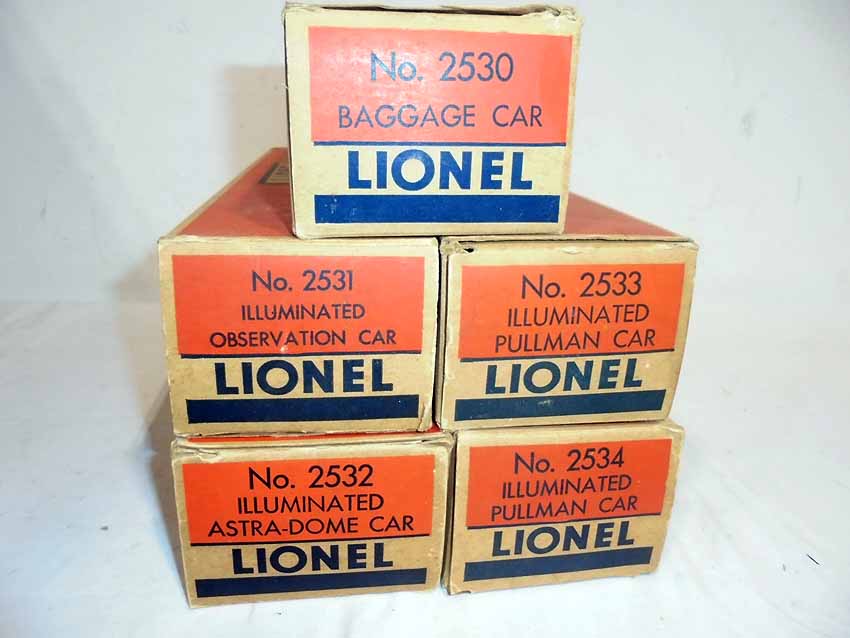 No. 2530
BAGGAGE CAR
LIONEL
No. 2531
ILLUMINATED
OBSERVATION CAR
LIONEL
No. 2533
ILLUMINATED
PULLMAN CAR
LIONEL
No. 2532
ILLUMINATED
ASTRA-DOME CAR
LIONEL
No. 2534
ILLUMINATED
PULLMAN CAR
LIONEL